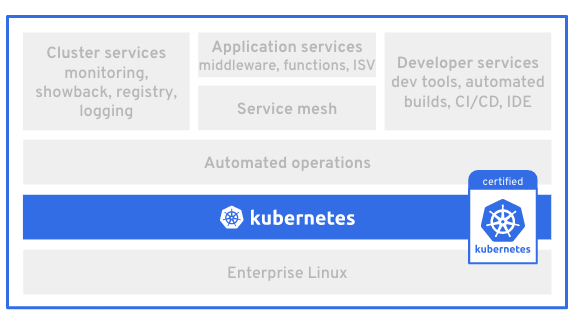 Cluster services
monitoring,
showback, registry,
logging
Application services
middleware, functions, ISV
Service mesh
Developer services
dev tools, automated
builds, CI/CD, IDE
Automated operations
kubernetes
certified
kubernetes
Enterprise Linux